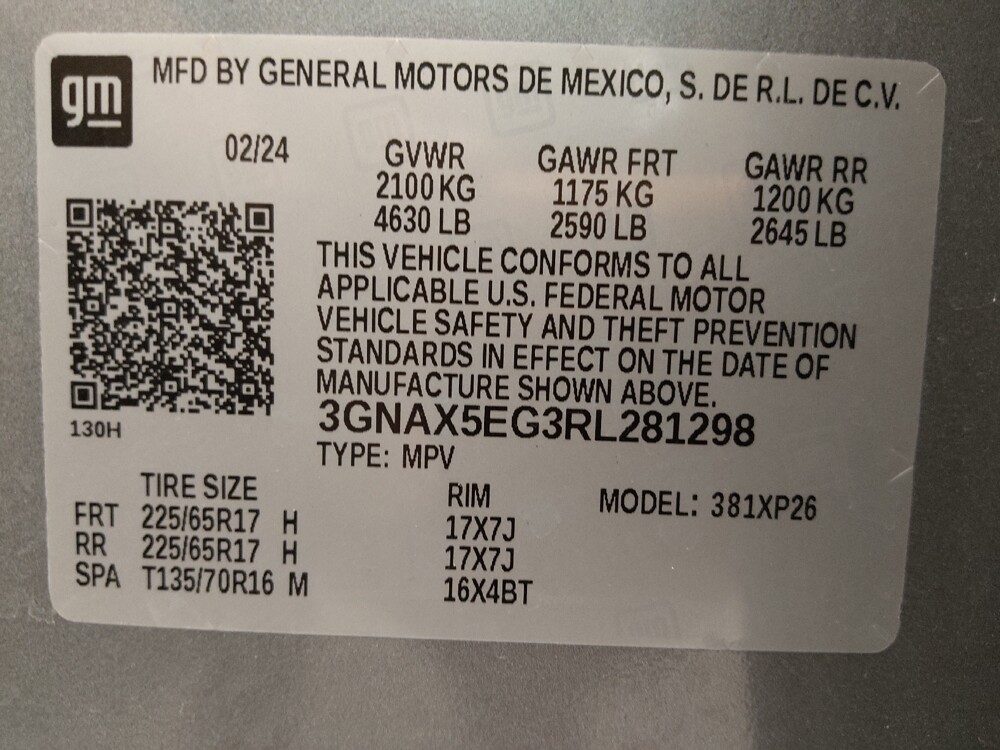 gm
MFD BY GENERAL MOTORS DE MEXICO, S. DE R.L. DE C.V.
02/24 GVWR GAWR FRT GAWR RR
2100 KG 1175 KG 1200 KG
4630 LB 2590 LB 2645 LB
THIS VEHICLE CONFORMS TO ALL
APPLICABLE U.S. FEDERAL MOTOR
VEHICLE SAFETY AND THEFT PREVENTION
STANDARDS IN EFFECT ON THE DATE OF
MANUFACTURE SHOWN ABOVE.
130H
3GNAX5EG3RL281298
TYPE: MPV
TIRE SIZE RIM MODEL: 381XP26
FRT 225/65R17 H 17X7J
RR 225/65R17 H 17X7J
SPA T135/70R16 M 16X4BT